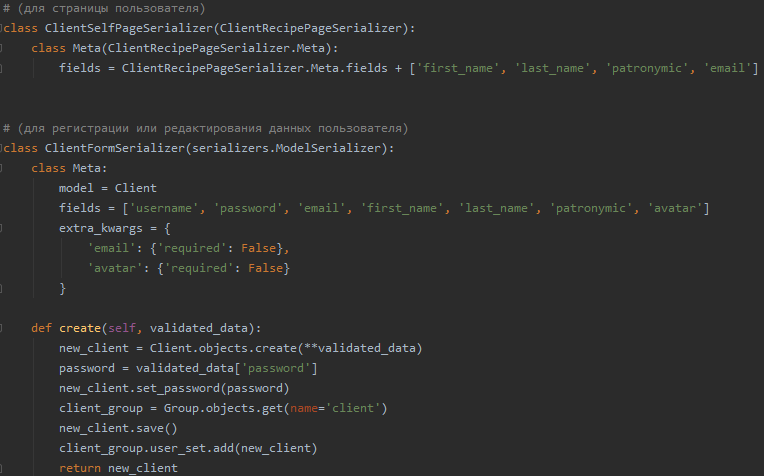 # (для страницы пользователя)
class ClientSelfPageSerializer(ClientRecipePageSerializer):
    class Meta(ClientRecipePageSerializer.Meta):
        fields = ClientRecipePageSerializer.Meta.fields + ['first_name', 'last_name', 'patronymic', 'email']

# (для регистрации или редактирования данных пользователя)
class ClientFormSerializer(serializers.ModelSerializer):
    class Meta:
        model = Client
        fields = ['username', 'password', 'email', 'first_name', 'last_name', 'patronymic', 'avatar']
        extra_kwargs = {
            'email': {'required': False},
            'avatar': {'required': False}
        }

    def create(self, validated_data):
        new_client = Client.objects.create(**validated_data)
        password = validated_data['password']
        new_client.set_password(password)
        client_group = Group.objects.get(name='client')
        new_client.save()
        client_group.user_set.add(new_client)
        return new_client